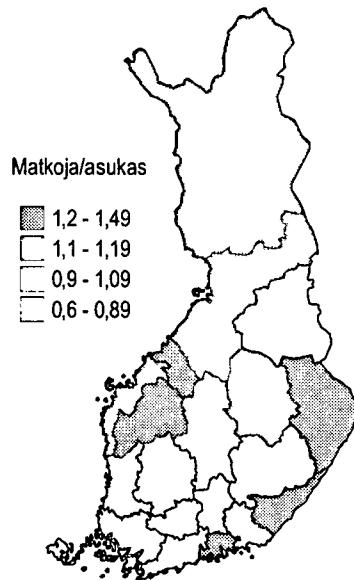 Matkoja/asukas
1,2 - 1,49
1,1 - 1,19
0,9 - 1,09
0,6 - 0,89